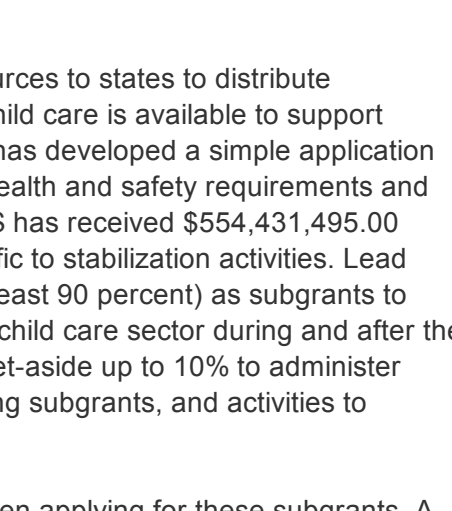 urces to states to distribute
hild care is available to support
has developed a simple application
ealth and safety requirements and
S has received $554,431,495.00
fic to stabilization activities. Lead
east 90 percent) as subgrants to
child care sector during and after the
et-aside up to 10% to administer
ng subgrants, and activities to
en applying for these subgrants. A